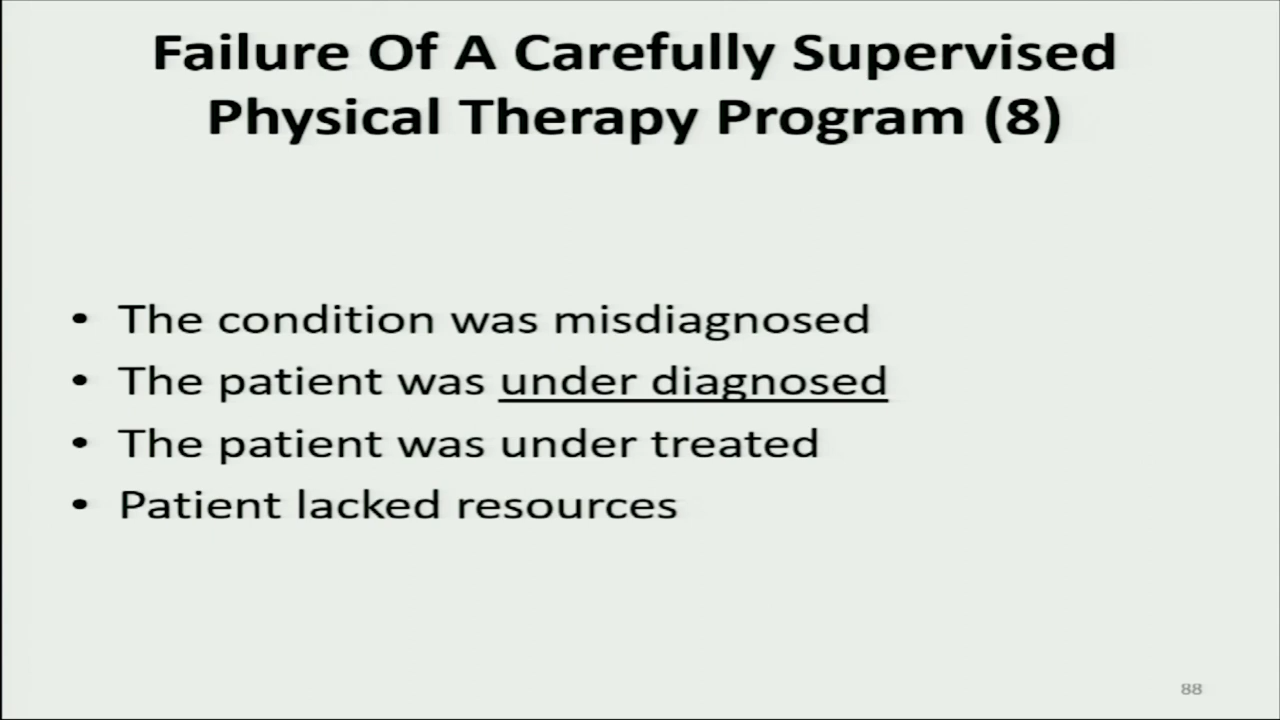 Failure Of A Carefully Supervised
Physical Therapy Program (8)
• The condition was misdiagnosed
• The patient was under diagnosed
• The patient was under treated
• Patient lacked resources
88